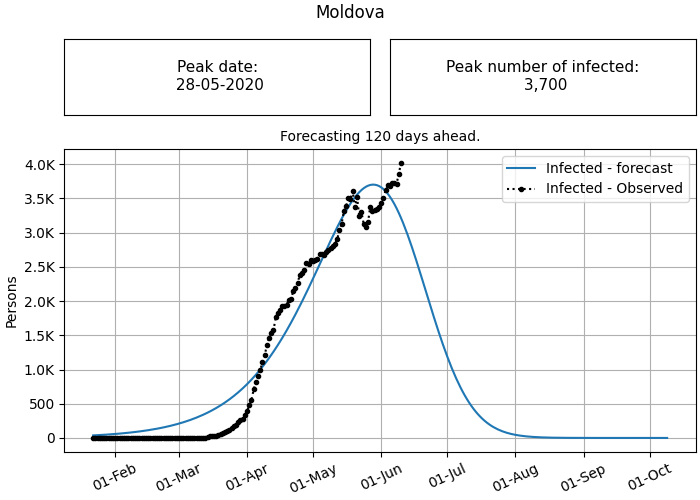 Moldova
Peak date:
28-05-2020
Peak number of infected:
3,700
Forecasting 120 days ahead.
Infected - forecast
Infected - Observed
Persons
4.0K
3.5K
3.0K
2.5K
2.0K
1.5K
1.0K
500
0
01-Feb
01-Mar
01-Apr
01-May
01-Jun
01-Jul
01-Aug
01-Sep
01-Oct